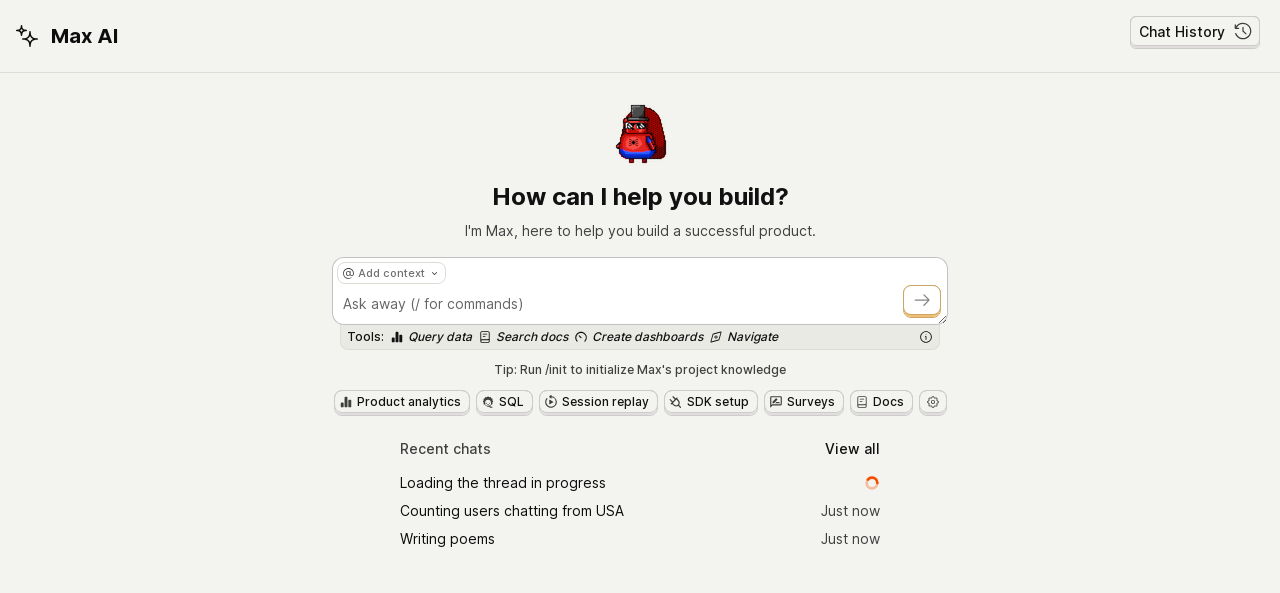 Max AI
Chat History
How can I help you build?
I'm Max, here to help you build a successful product.
@ Add context
Ask away (/ for commands)
Tools: Query data Search docs Create dashboards Navigate
Tip: Run /init to initialize Max's project knowledge
Product analytics SQL Session replay SDK setup Surveys Docs
Recent chats View all
Loading the thread in progress
Counting users chatting from USA Just now
Writing poems Just now